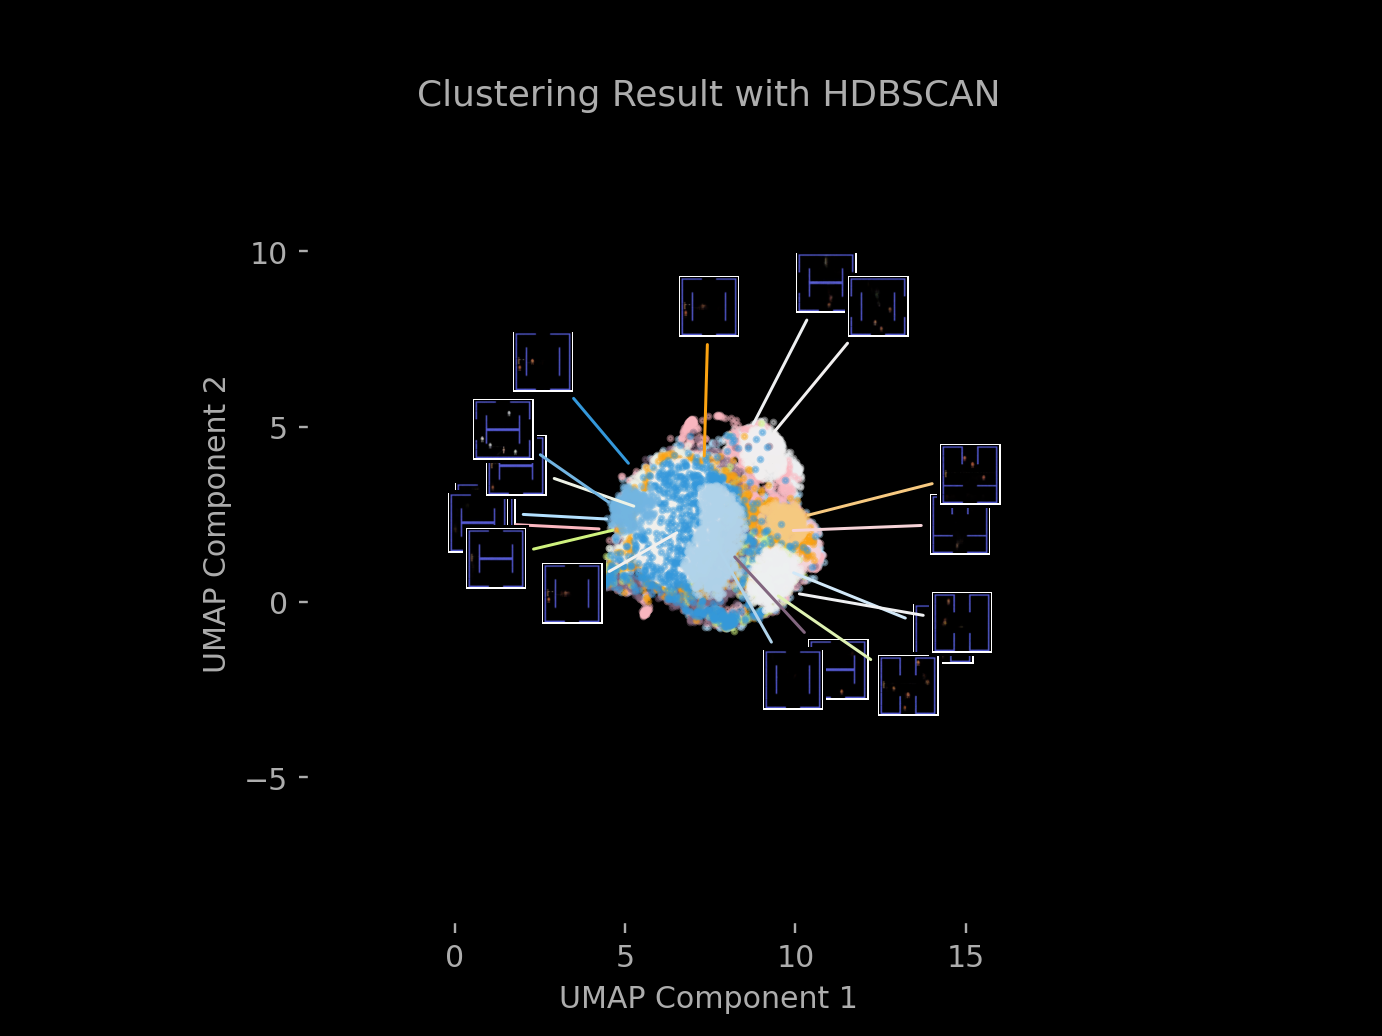 Clustering Result with HDBSCAN
UMAP Component 2
10
5
0
−5
0 5 10 15
UMAP Component 1